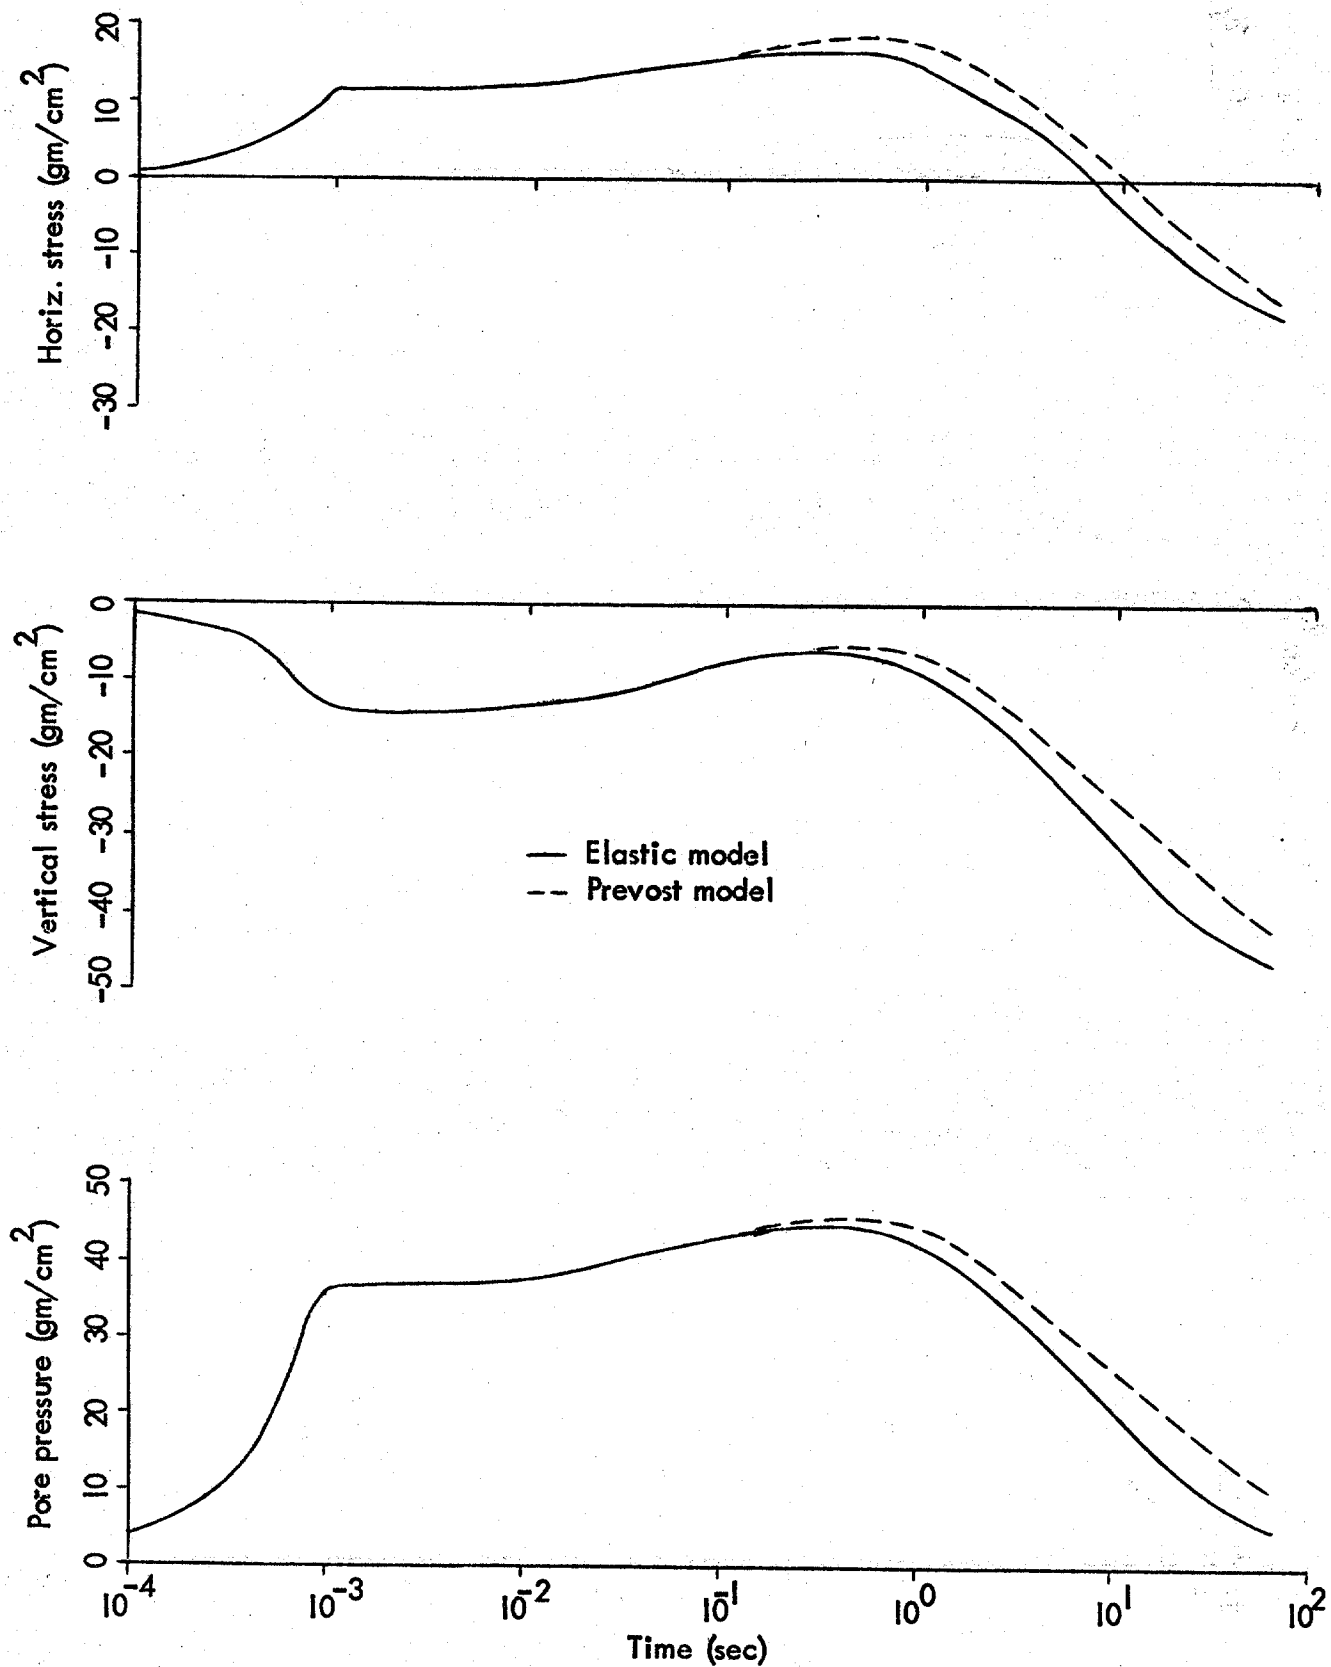 Horiz. stress (gm/cm²)
20
10
0
-10
-20
-30
Vertical stress (gm/cm²)
0
-10
-20
-30
-40
-50
Elastic model
Prevost model
Pore pressure (gm/cm²)
50
40
30
20
10
0
10⁻⁴ 10⁻³ 10⁻² 10⁻¹ 10⁰ 10¹ 10²
Time (sec)